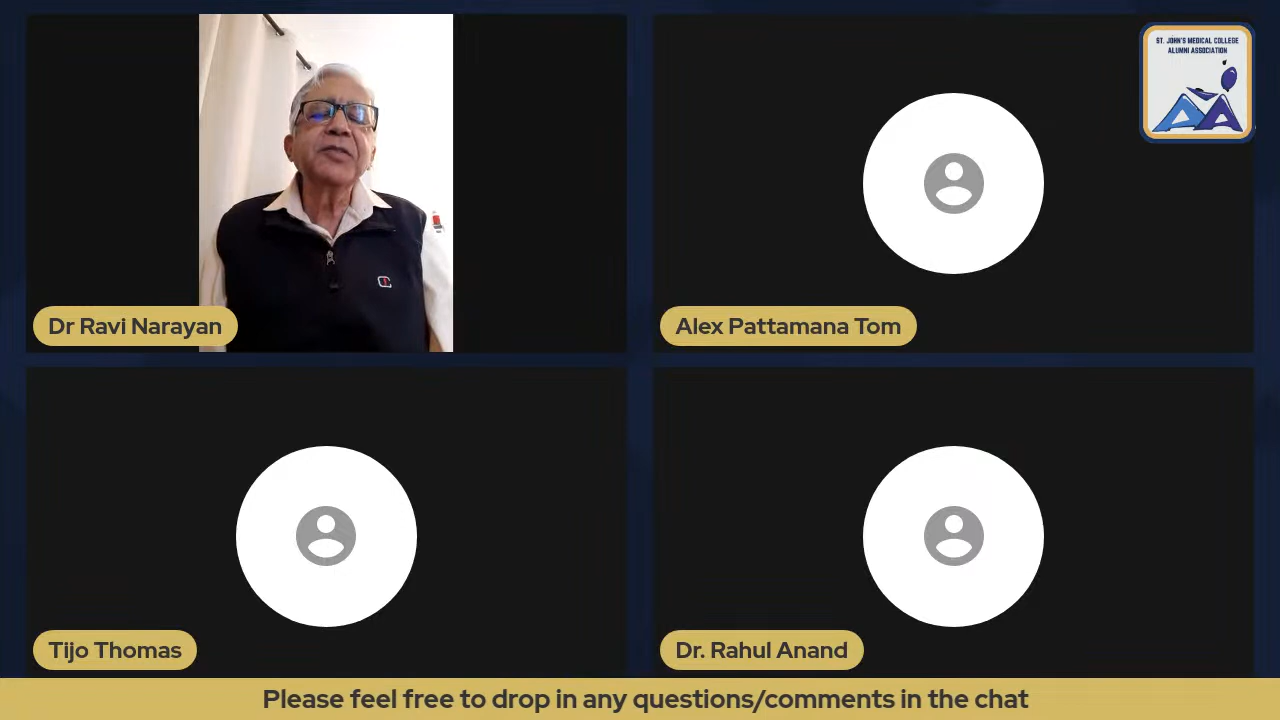 ST. JOHN'S MEDICAL COLLEGE
ALUMNI ASSOCIATION
Dr Ravi Narayan
Alex Pattamana Tom
Tijo Thomas
Dr. Rahul Anand
Please feel free to drop in any questions/comments in the chat